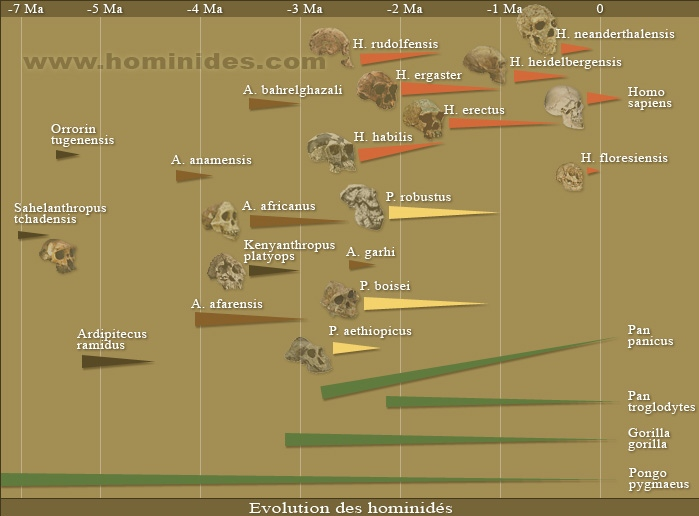 -7 Ma -5 Ma -4 Ma -3 Ma -2 Ma -1 Ma 0
www.hominides.com
H. neanderthalensis
H. rudolfensis
H. heidelbergensis
H. ergaster
A. bahrelghazali
Homo
sapiens
H. erectus
Orrorin
tugenensis
H. habilis
A. anamensis
H. floresiensis
P. robustus
A. africanus
Sahelanthropus
tchadensis
Kenyanthropus
platyops
A. garhi
P. boisei
A. afarensis
P. aethiopicus
Ardipitecus
ramidus
Pan
panicus
Pan
troglodytes
Gorilla
gorilla
Pongo
pygmaeus
Evolution des hominidés